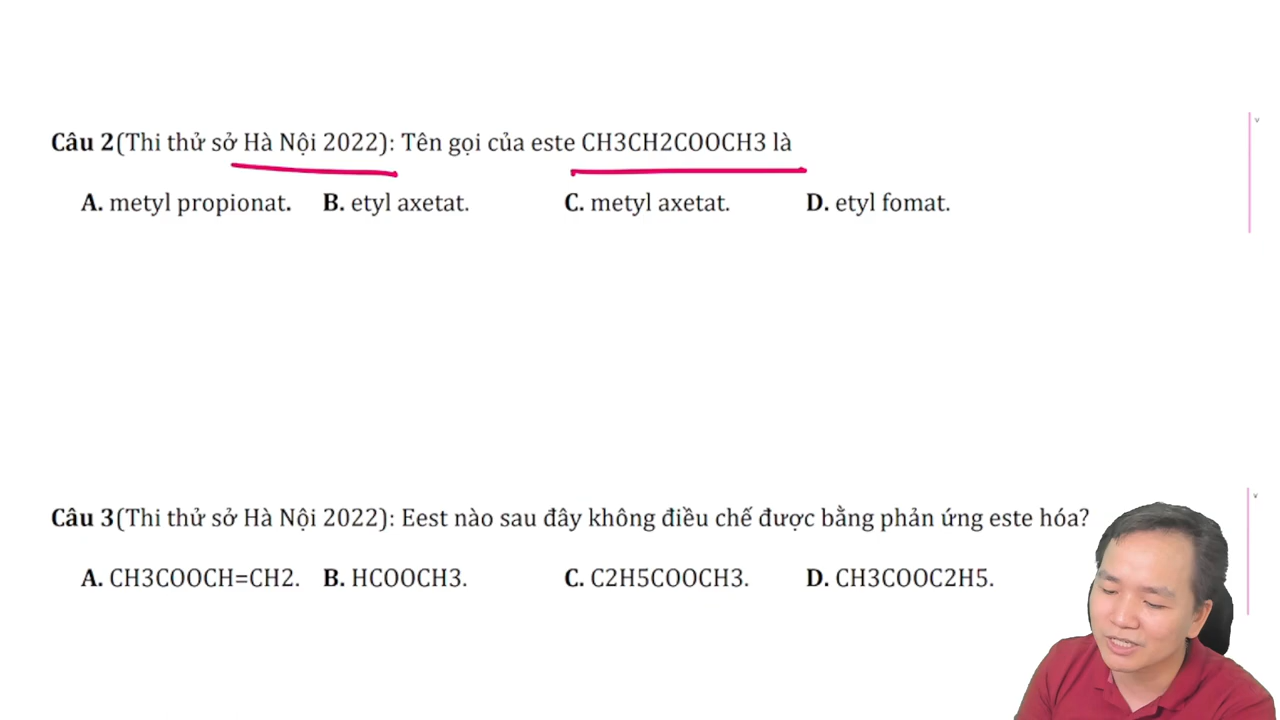 Câu 2(Thi thử sở Hà Nội 2022): Tên gọi của este CH3CH2COOCH3 là
A. metyl propionat. B. etyl axetat. C. metyl axetat. D. etyl fomat.
Câu 3(Thi thử sở Hà Nội 2022): Eest nào sau đây không điều chế được bằng phản ứng este hóa?
A. CH3COOCH=CH2. B. HCOOCH3. C. C2H5COOCH3. D. CH3COOC2H5.